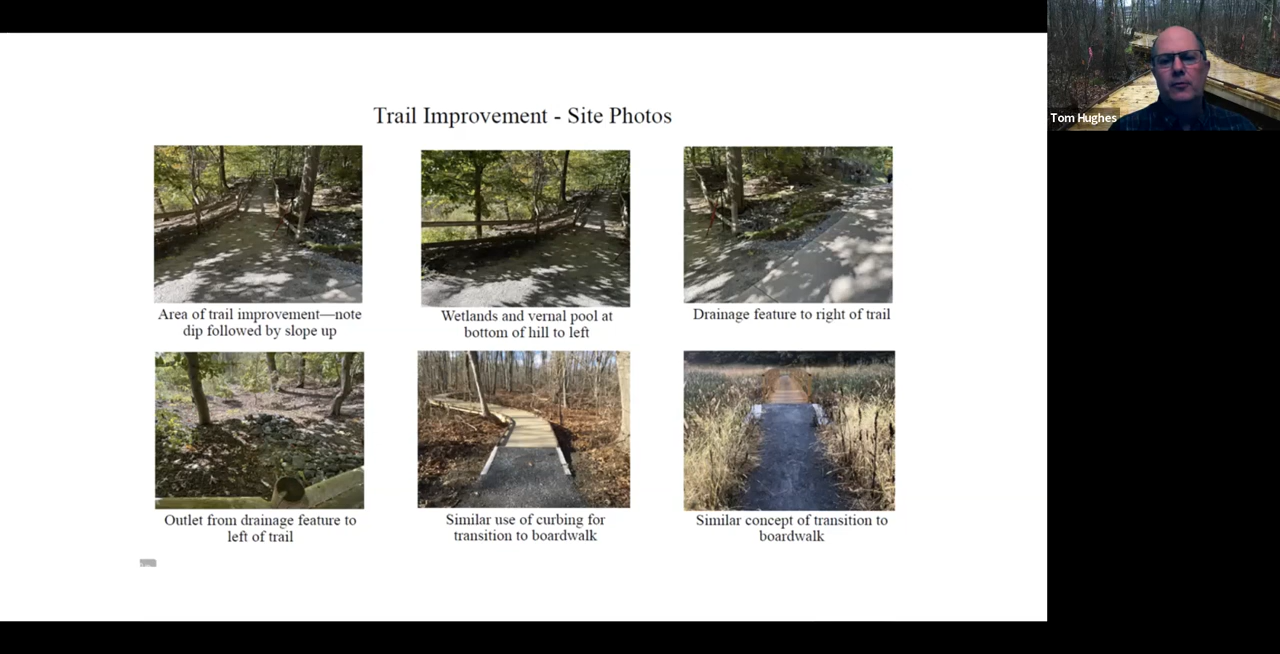 Trail Improvement - Site Photos
Tom Hughes
Area of trail improvement—note
dip followed by slope up
Wetlands and vernal pool at
bottom of hill to left
Drainage feature to right of trail
Outlet from drainage feature to
left of trail
Similar use of curbing for
transition to boardwalk
Similar concept of transition to
boardwalk